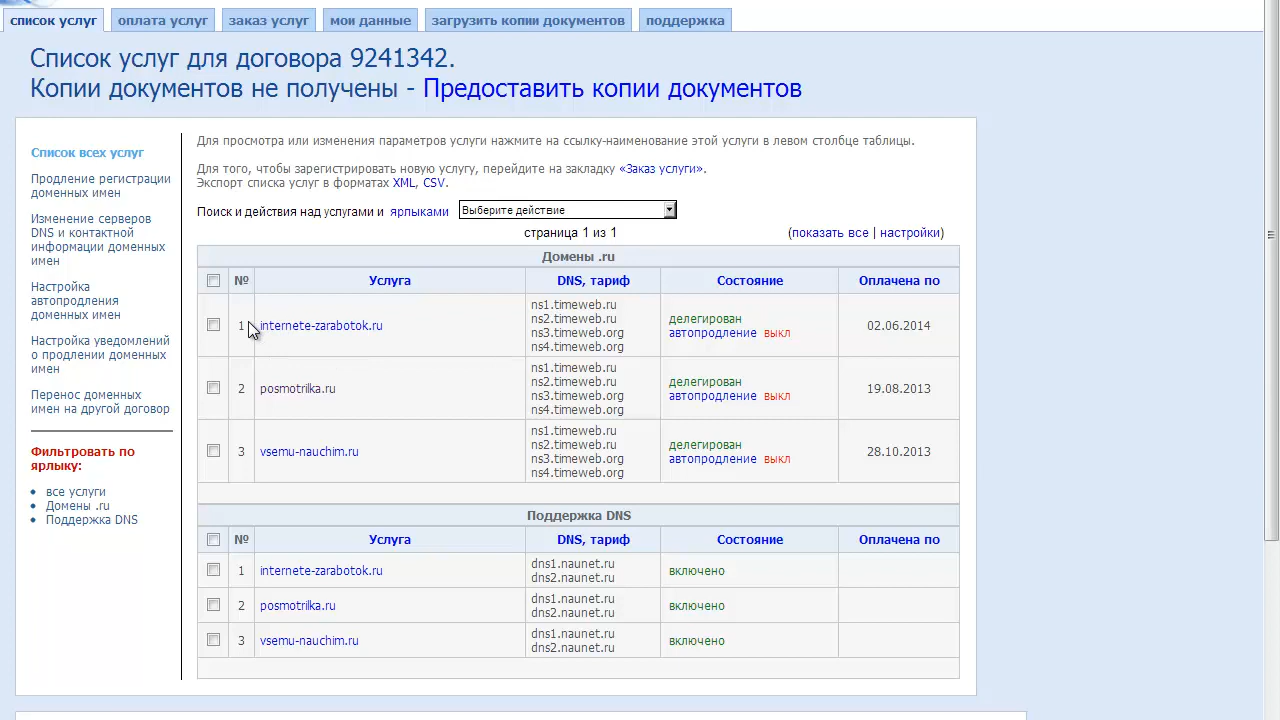 список услуг оплата услуг заказ услуг мои данные загрузить копии документов поддержка
Список услуг для договора 9241342.
Копии документов не получены - Предоставить копии документов
Список всех услуг
Продление регистрации
доменных имен
Изменение серверов
DNS и контактной
информации доменных
имен
Настройка
автопродления
доменных имен
Настройка уведомлений
о продлении доменных
имен
Перенос доменных
имен на другой договор
Фильтровать по
ярлыку:
все услуги
Домены .ru
Поддержка DNS
Для просмотра или изменения параметров услуги нажмите на ссылку-наименование этой услуги в левом столбце таблицы.
Для того, чтобы зарегистрировать новую услугу, перейдите на закладку «Заказ услуги».
Экспорт списка услуг в форматах XML, CSV.
Поиск и действия над услугами и ярлыками Выберите действие
страница 1 из 1 (показать все | настройки)
Домены .ru
№ Услуга DNS, тариф Состояние Оплачена по
1 internete-zarabotok.ru
ns1.timeweb.ru
ns2.timeweb.ru
ns3.timeweb.org
ns4.timeweb.org
делегирован
автопродление выкл
02.06.2014
2 posmotrilka.ru
ns1.timeweb.ru
ns2.timeweb.ru
ns3.timeweb.org
ns4.timeweb.org
делегирован
автопродление выкл
19.08.2013
3 vsemu-nauchim.ru
ns1.timeweb.ru
ns2.timeweb.ru
ns3.timeweb.org
ns4.timeweb.org
делегирован
автопродление выкл
28.10.2013
Поддержка DNS
№ Услуга DNS, тариф Состояние Оплачена по
1 internete-zarabotok.ru
dns1.naunet.ru
dns2.naunet.ru
включено
2 posmotrilka.ru
dns1.naunet.ru
dns2.naunet.ru
включено
3 vsemu-nauchim.ru
dns1.naunet.ru
dns2.naunet.ru
включено